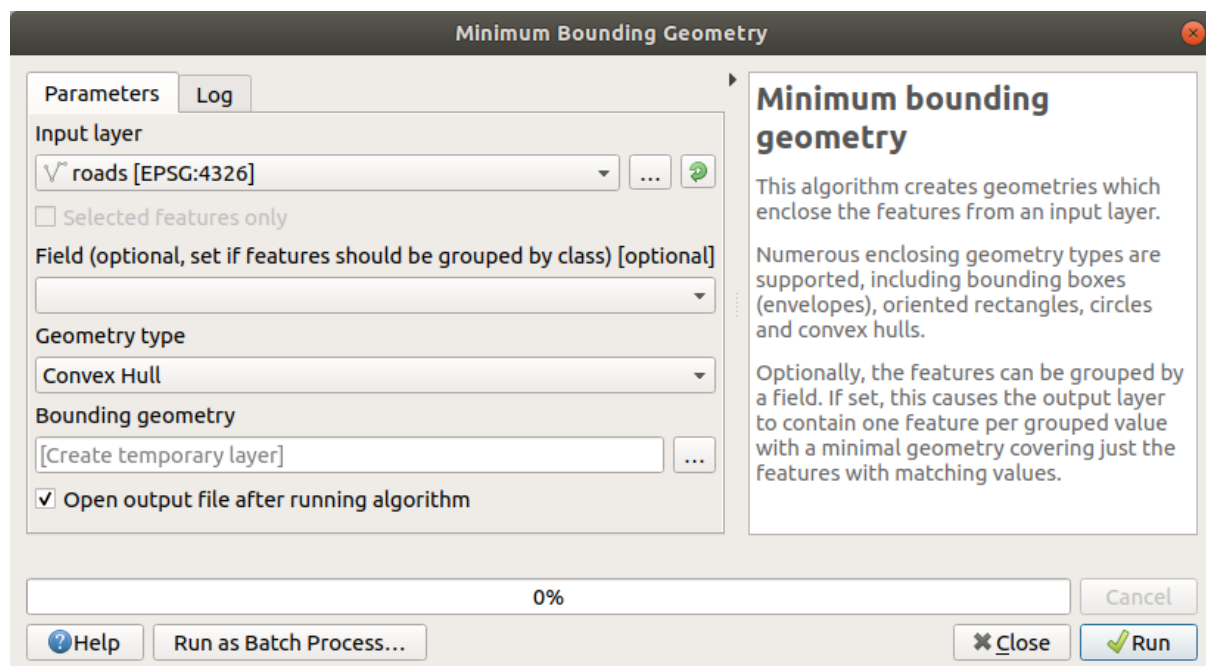 Minimum Bounding Geometry
Parameters
Log
Input layer
roads [EPSG:4326]
...
Selected features only
Field (optional, set if features should be grouped by class) [optional]
Geometry type
Convex Hull
Bounding geometry
[Create temporary layer]
...
Open output file after running algorithm
Minimum bounding
geometry
This algorithm creates geometries which
enclose the features from an input layer.
Numerous enclosing geometry types are
supported, including bounding boxes
(envelopes), oriented rectangles, circles
and convex hulls.
Optionally, the features can be grouped by
a field. If set, this causes the output layer
to contain one feature per grouped value
with a minimal geometry covering just the
features with matching values.
0%
Cancel
Help
Run as Batch Process...
Close
Run